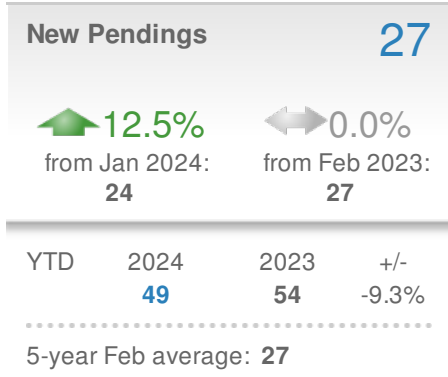 New Pendings 27
12.5% 0.0%
from Jan 2024: from Feb 2023:
24 27
YTD 2024 2023 +/-
49 54 -9.3%
5-year Feb average: 27